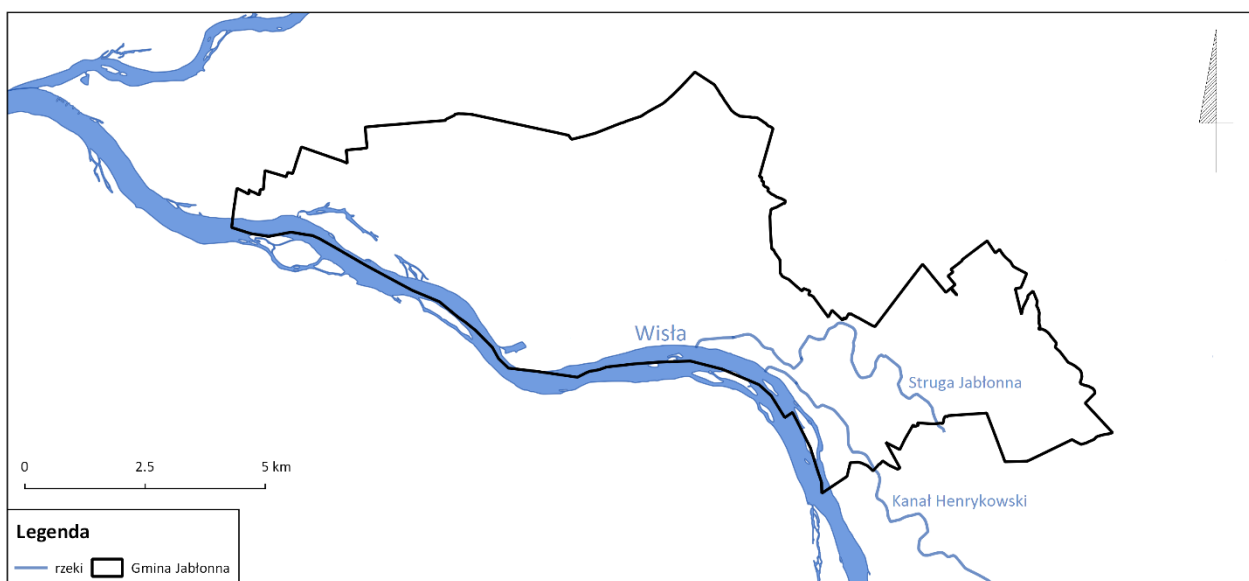 Wisła
Struga Jabłonna
Kanał Henrykowski
0 2.5 5 km
Legenda
rzeki Gmina Jabłonna